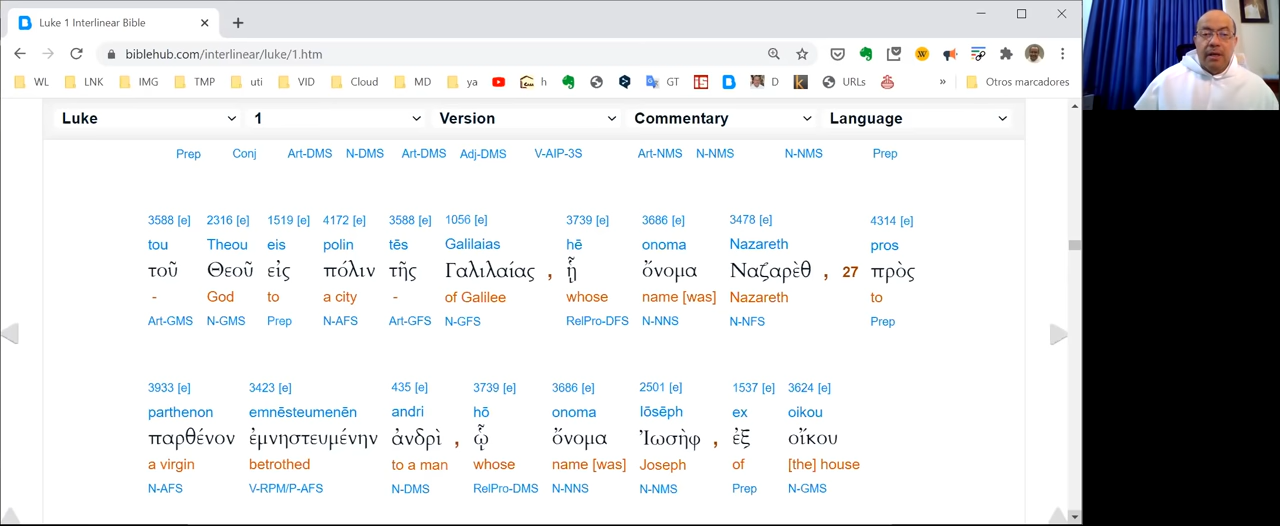 Luke 1 Interlinear Bible
biblehub.com/interlinear/luke/1.htm
WL LNK IMG TMP uti VID Cloud MD ya h GT D URLs » Otros marcadores
Luke 1 Version Commentary Language
Prep Conj Art-DMS N-DMS Art-DMS Adj-DMS V-AIP-3S Art-NMS N-NMS N-NMS Prep
3588 [e] 2316 [e] 1519 [e] 4172 [e] 3588 [e] 1056 [e] 3739 [e] 3686 [e] 3478 [e] 4314 [e]
tou Theou eis polin tēs Galilaias hē onoma Nazareth pros
τοῦ Θεοῦ εἰς πόλιν τῆς Γαλιλαίας , ᾗ ὄνομα Ναζαρὲθ , 27 πρὸς
- God to a city - of Galilee whose name [was] Nazareth to
Art-GMS N-GMS Prep N-AFS Art-GFS N-GFS RelPro-DFS N-NNS N-NFS Prep
3933 [e] 3423 [e] 435 [e] 3739 [e] 3686 [e] 2501 [e] 1537 [e] 3624 [e]
parthenon emnēsteumenēn andri hō onoma Iōsēph ex oikou
παρθένον ἐμνηστευμένην ἀνδρὶ , ᾧ ὄνομα Ἰωσὴφ , ἐξ οἴκου
a virgin betrothed to a man whose name [was] Joseph of [the] house
N-AFS V-RPM/P-AFS N-DMS RelPro-DMS N-NNS N-NMS Prep N-GMS